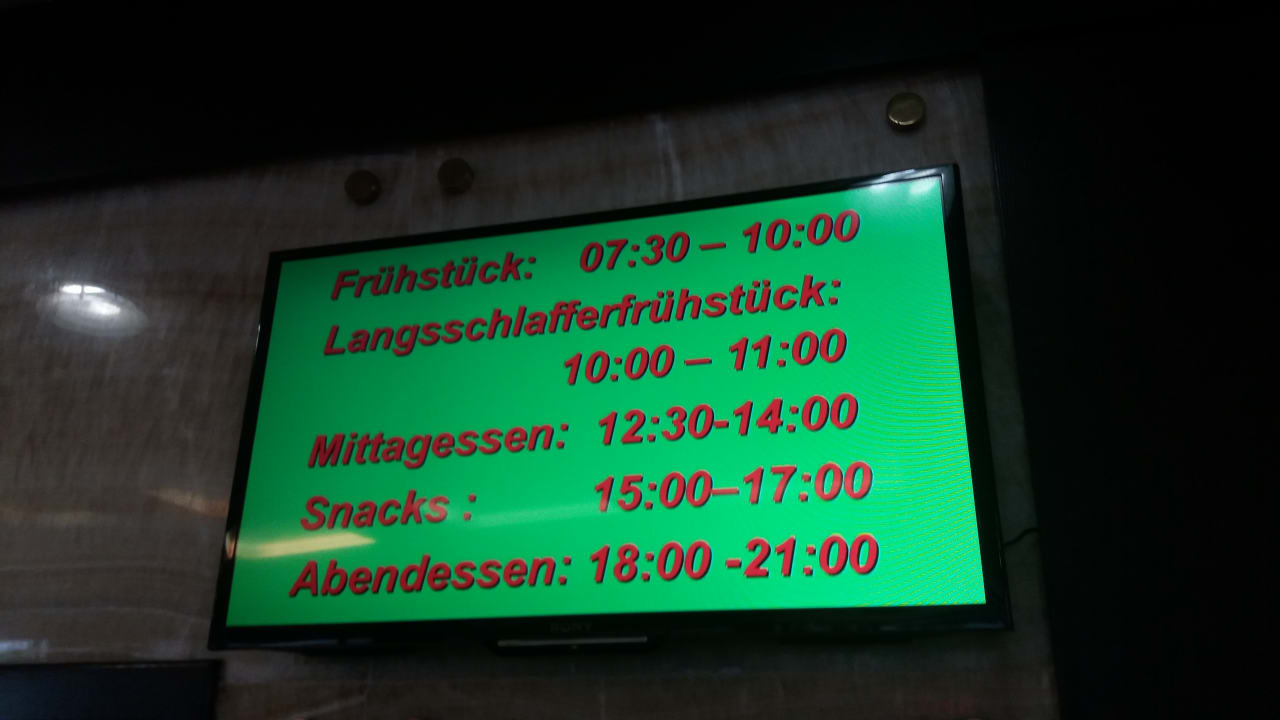 Frühstück: 07:30 – 10:00
Langsschlafferfrühstück:
10:00 – 11:00
Mittagessen: 12:30-14:00
Snacks : 15:00–17:00
Abendessen: 18:00 -21:00
SONY